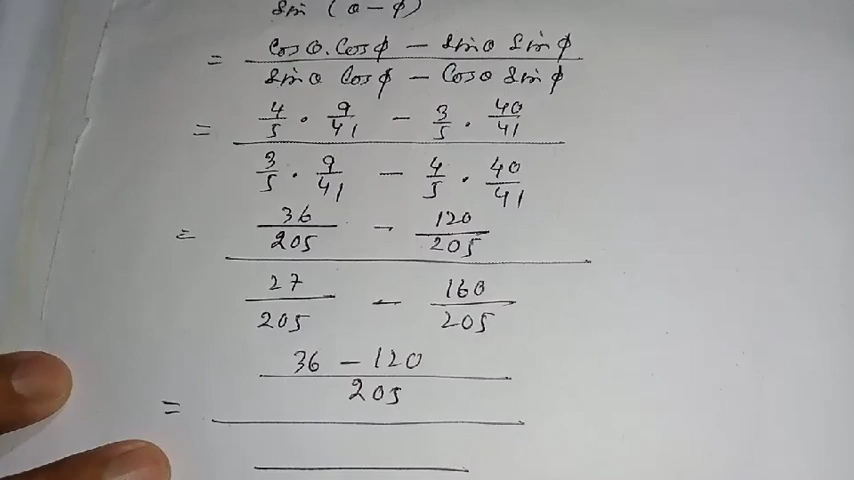 sin (θ - φ)
= cosθ.cosφ - sinθ sinφ
sinθ cosφ - cosθ sinφ
= 4/5 . 9/41 - 3/5 . 40/41
3/5 . 9/41 - 4/5 . 40/41
= 36/205 - 120/205
27/205 - 160/205
= 36 - 120
205